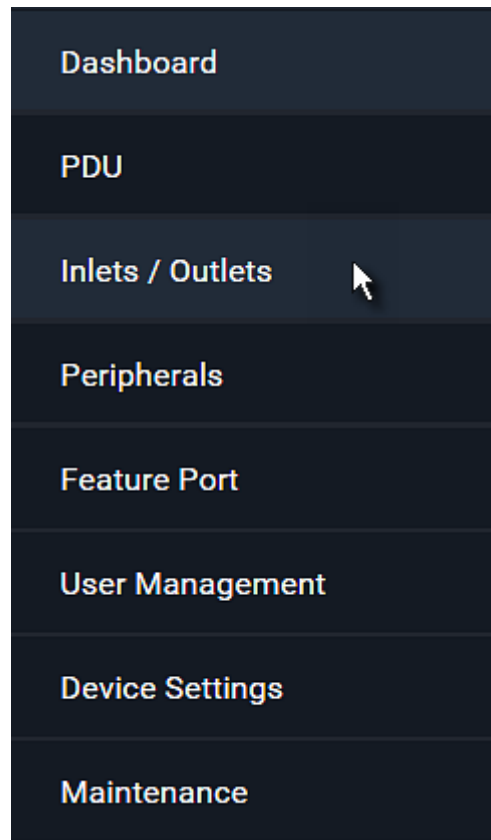 Dashboard
PDU
Inlets / Outlets
Peripherals
Feature Port
User Management
Device Settings
Maintenance